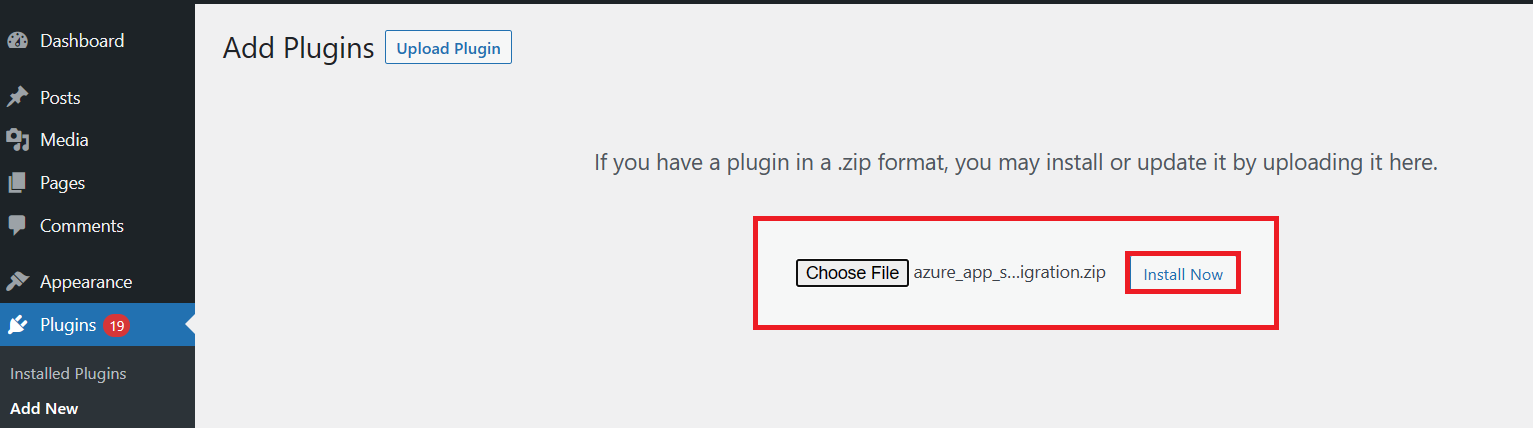 Dashboard
Posts
Media
Pages
Comments
Appearance
Plugins 19
Installed Plugins
Add New
Add Plugins Upload Plugin
If you have a plugin in a .zip format, you may install or update it by uploading it here.
Choose File azure_app_s...igration.zip Install Now